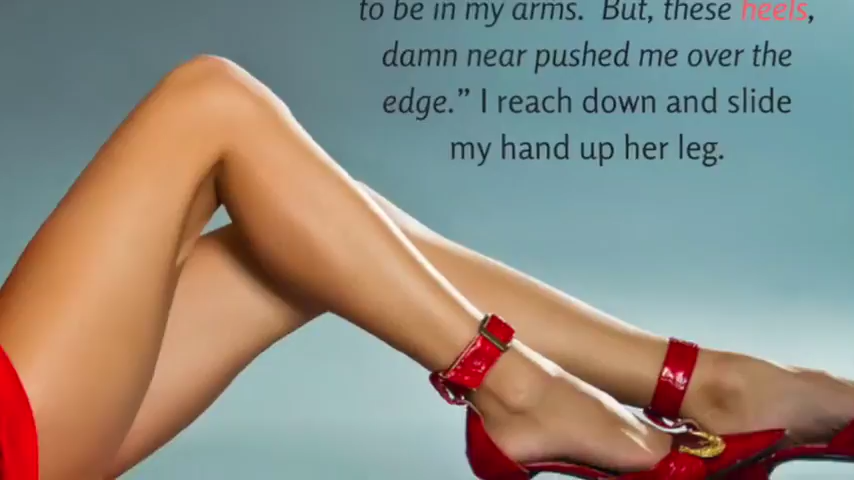 to be in my arms. But, these heels,
damn near pushed me over the
edge.” I reach down and slide
my hand up her leg.